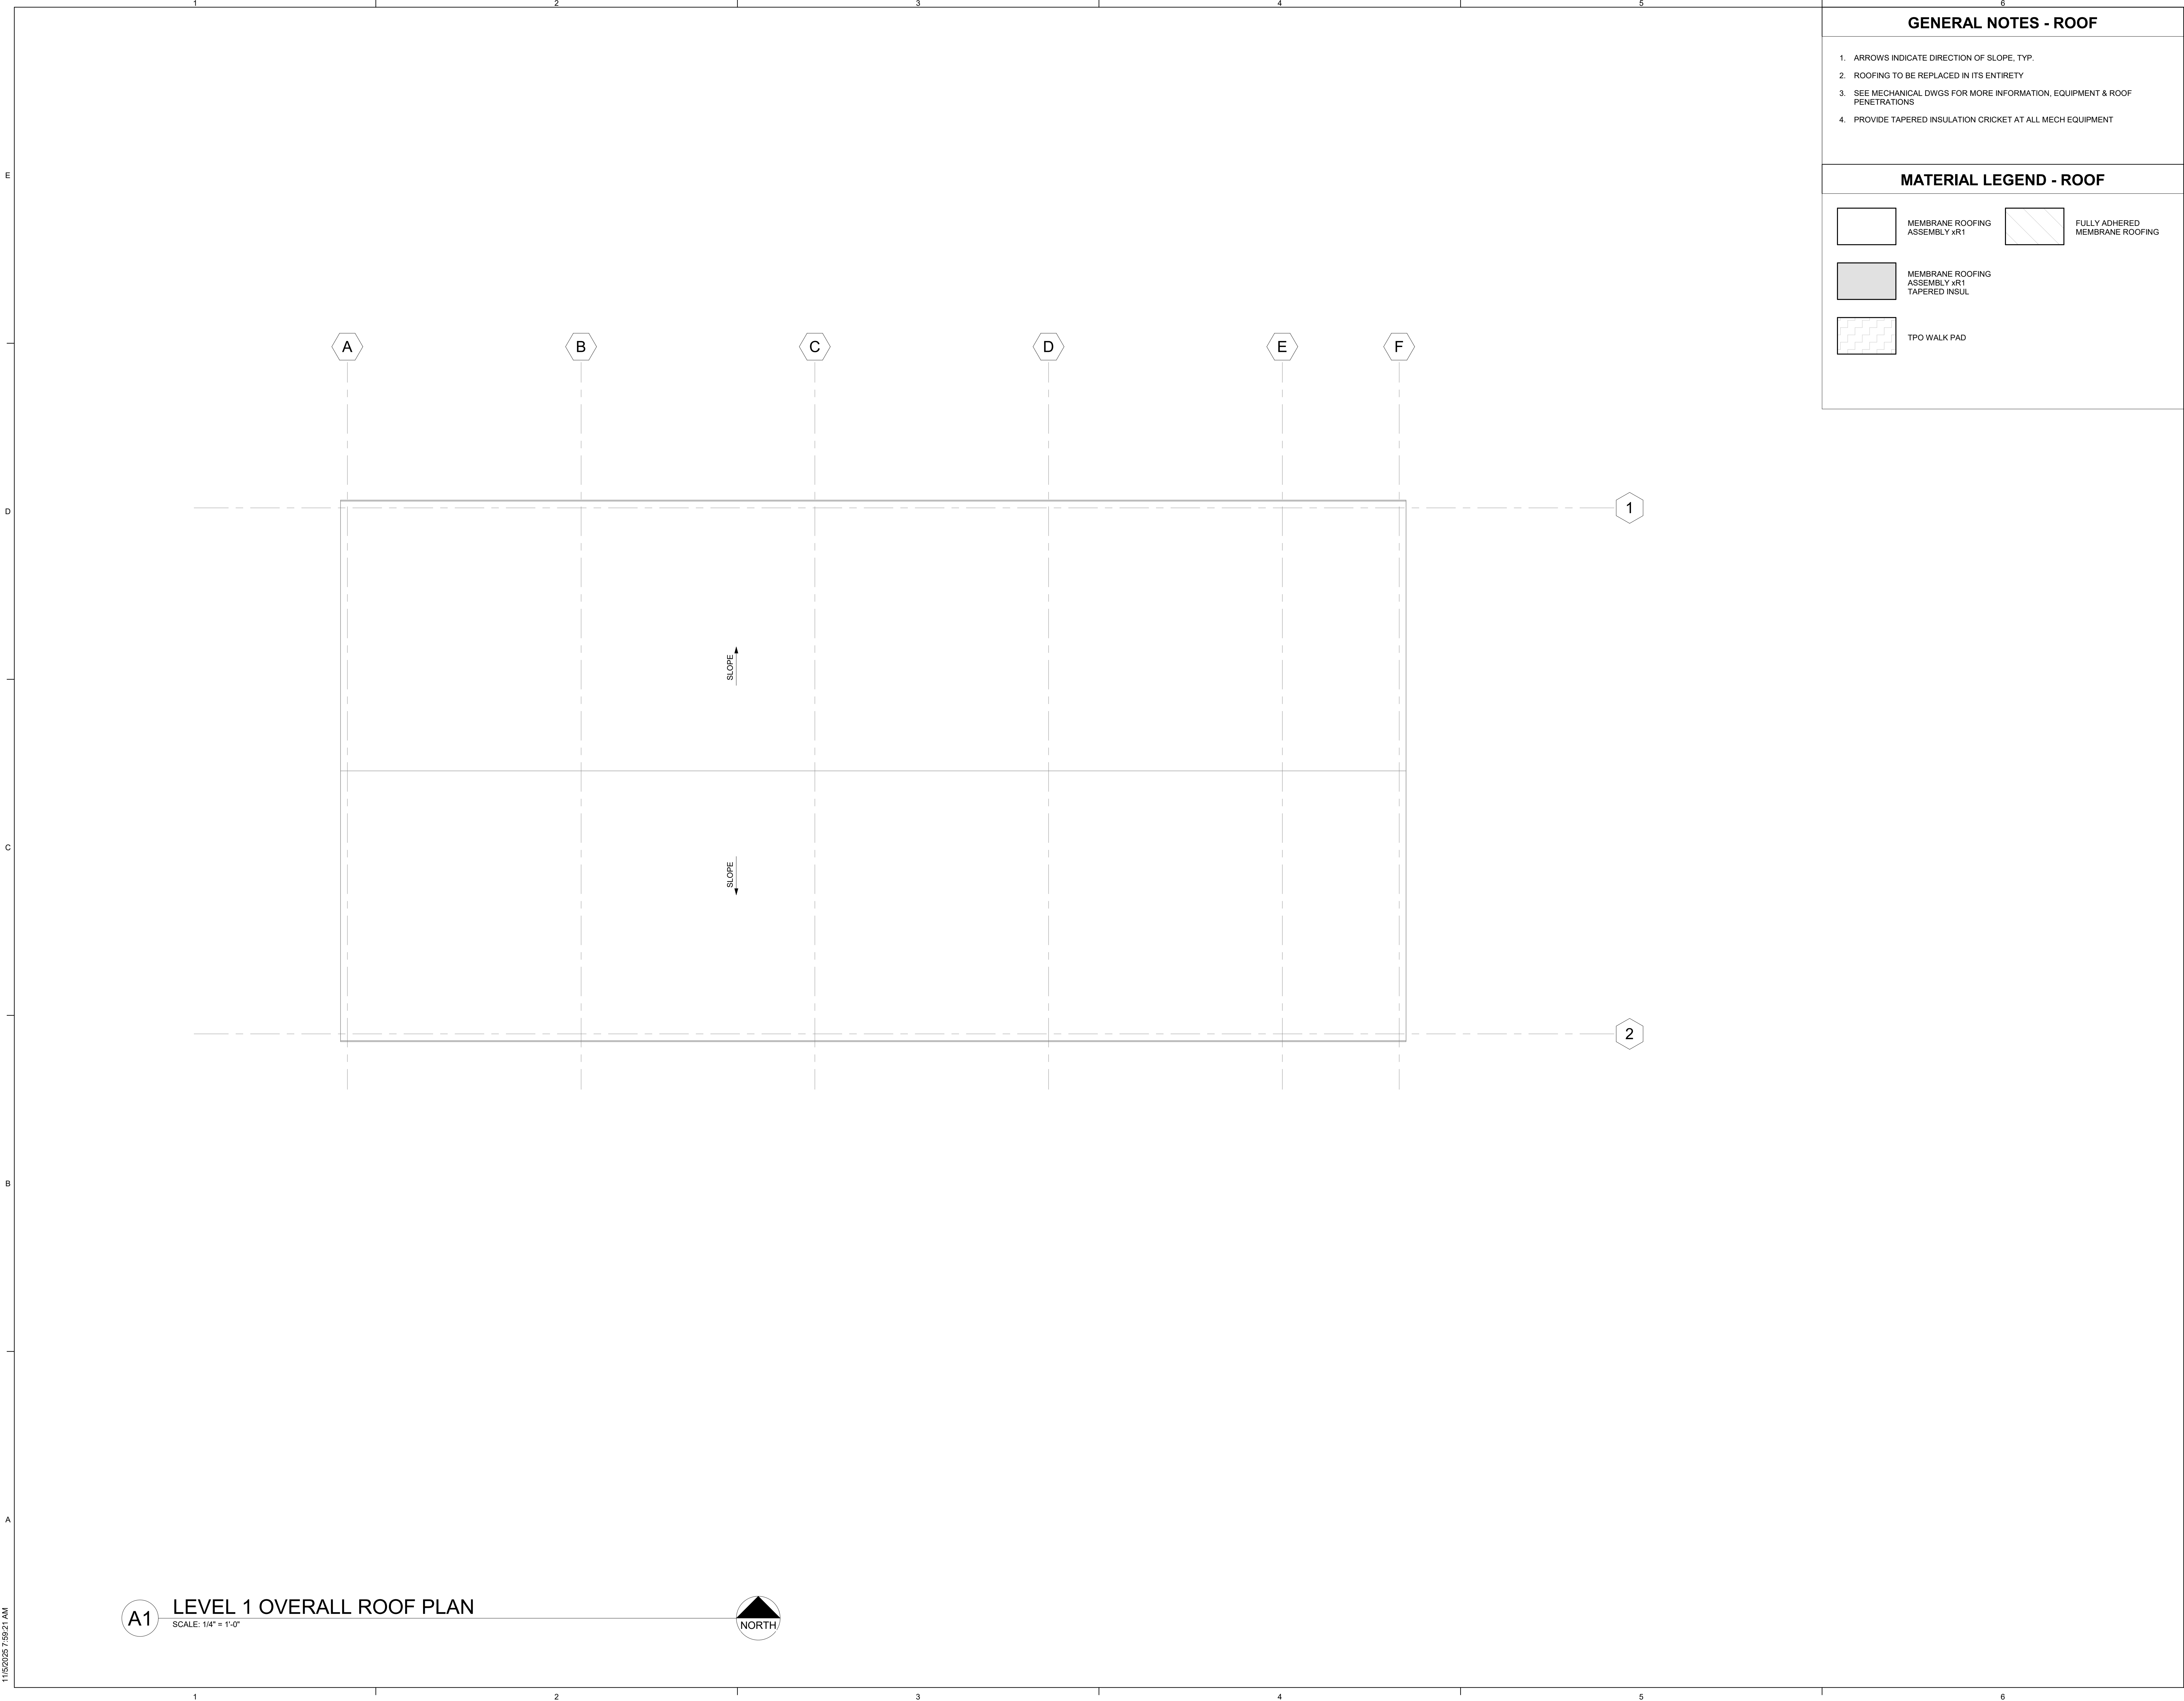 1 2 3 4 5 6
GENERAL NOTES - ROOF
1. ARROWS INDICATE DIRECTION OF SLOPE, TYP.
2. ROOFING TO BE REPLACED IN ITS ENTIRETY
3. SEE MECHANICAL DWGS FOR MORE INFORMATION, EQUIPMENT & ROOF
PENETRATIONS
4. PROVIDE TAPERED INSULATION CRICKET AT ALL MECH EQUIPMENT
MATERIAL LEGEND - ROOF
MEMBRANE ROOFING
ASSEMBLY xR1
FULLY ADHERED
MEMBRANE ROOFING
MEMBRANE ROOFING
ASSEMBLY xR1
TAPERED INSUL
TPO WALK PAD
E
D
C
B
A
A B C D E F
1
SLOPE
SLOPE
2
A1
LEVEL 1 OVERALL ROOF PLAN
SCALE: 1/4" = 1'-0"
NORTH
11/5/2025 7:59:21 AM
1 2 3 4 5 6